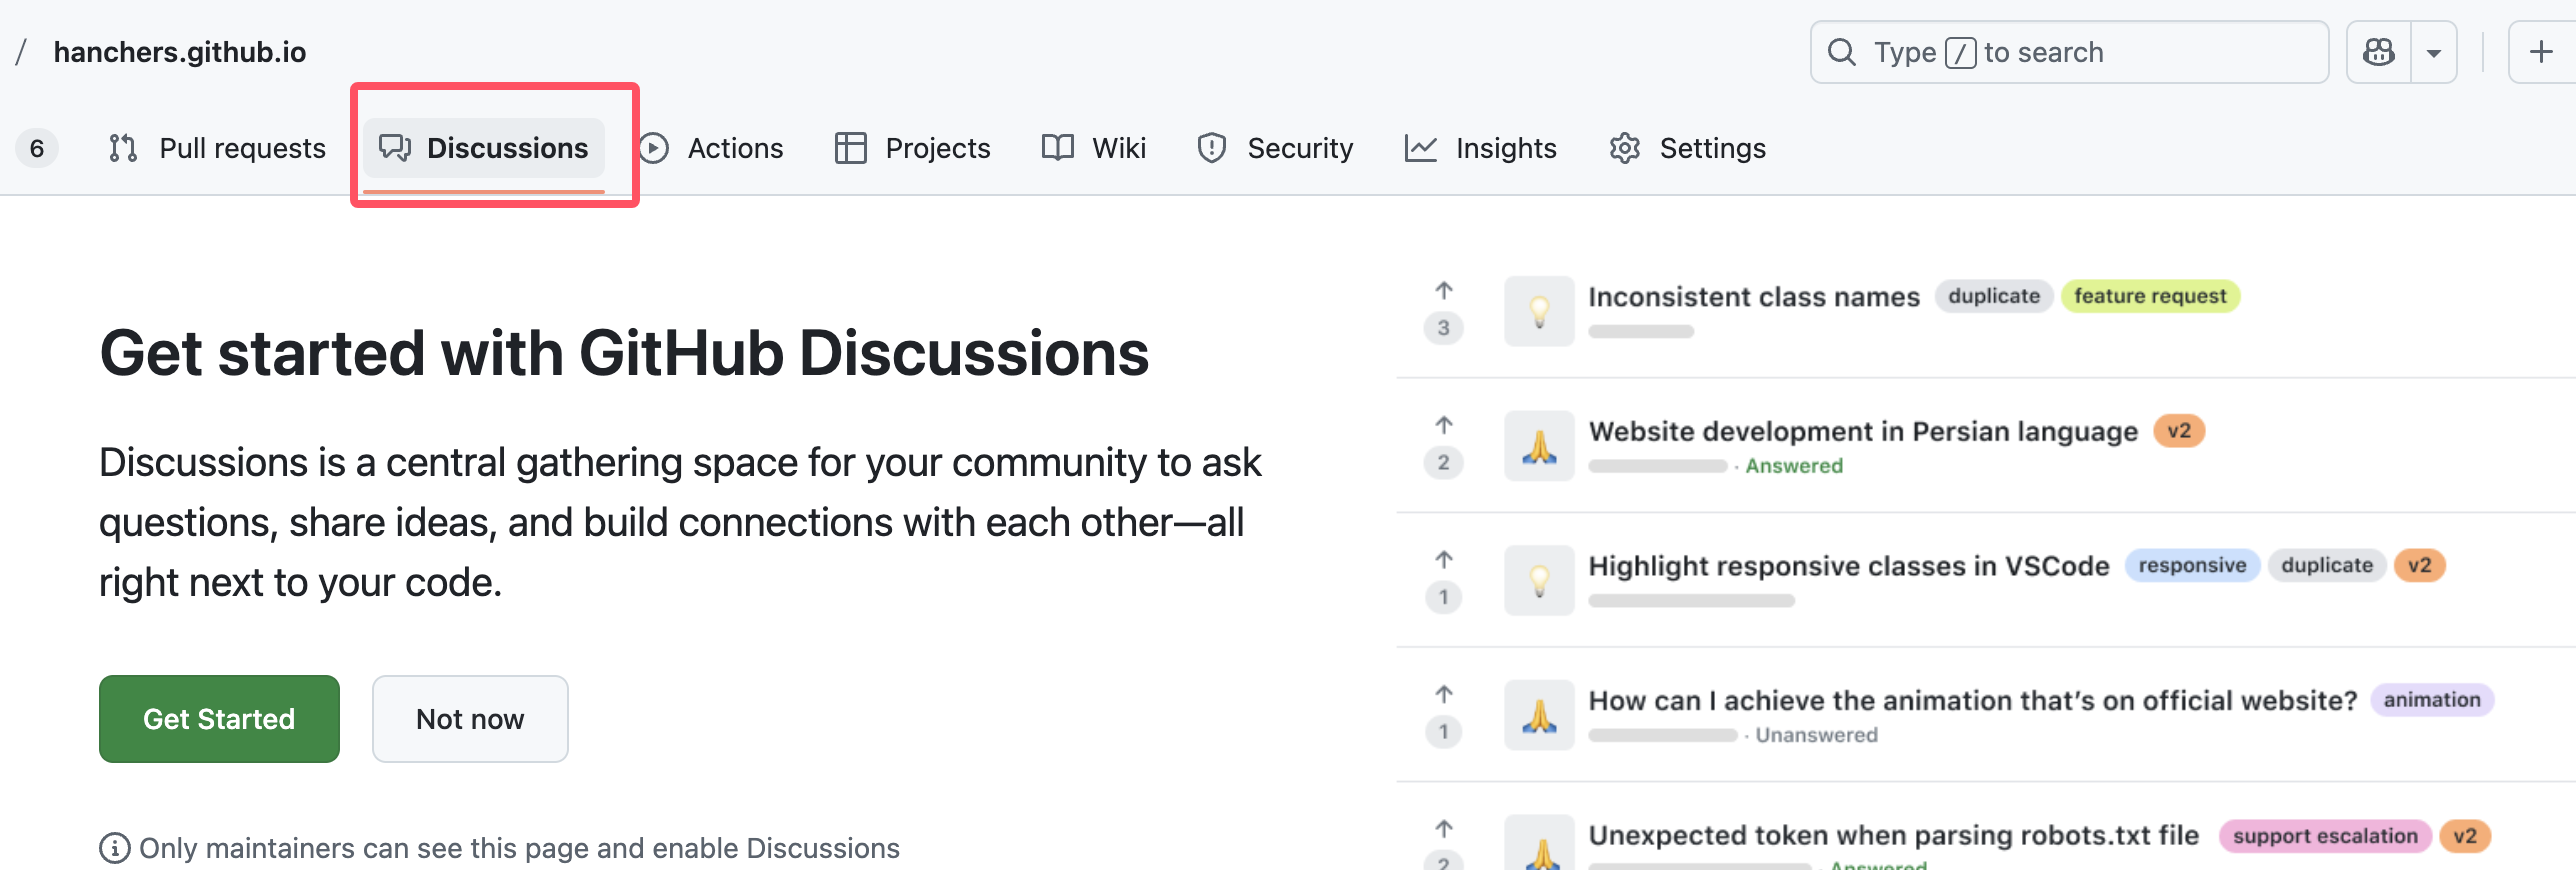 / hanchers.github.io
Type / to search
6 Pull requests Discussions Actions Projects Wiki Security Insights Settings
Get started with GitHub Discussions
Discussions is a central gathering space for your community to ask
questions, share ideas, and build connections with each other—all
right next to your code.
Get Started Not now
Only maintainers can see this page and enable Discussions
Inconsistent class names duplicate feature request
3
Website development in Persian language v2
2 · Answered
Highlight responsive classes in VSCode responsive duplicate v2
1
How can I achieve the animation that's on official website? animation
1 · Unanswered
Unexpected token when parsing robots.txt file support escalation v2
2 · Answered